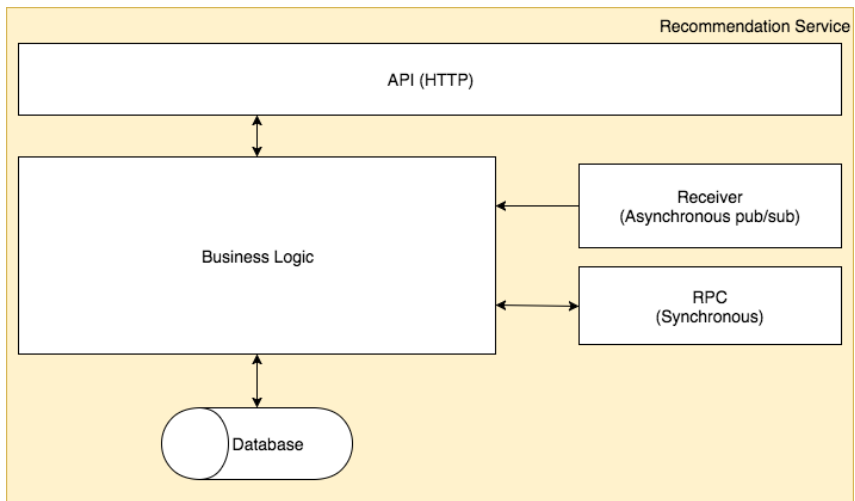 Recommendation Service
API (HTTP)
Business Logic
Receiver
(Asynchronous pub/sub)
RPC
(Synchronous)
Database